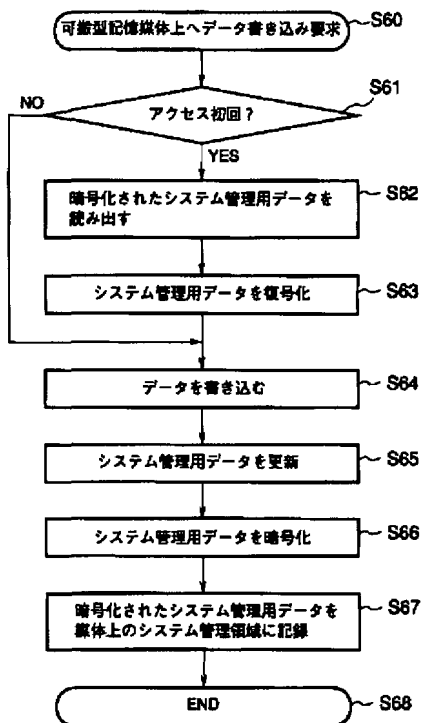 可搬型記憶媒体上へデータ書き込み要求
S60
アクセス初回?
S61
NO
YES
暗号化されたシステム管理用データを
読み出す
S62
システム管理用データを復号化
S63
データを書き込む
S64
システム管理用データを更新
S65
システム管理用データを暗号化
S66
暗号化されたシステム管理用データを
媒体上のシステム管理領域に記録
S67
END
S68